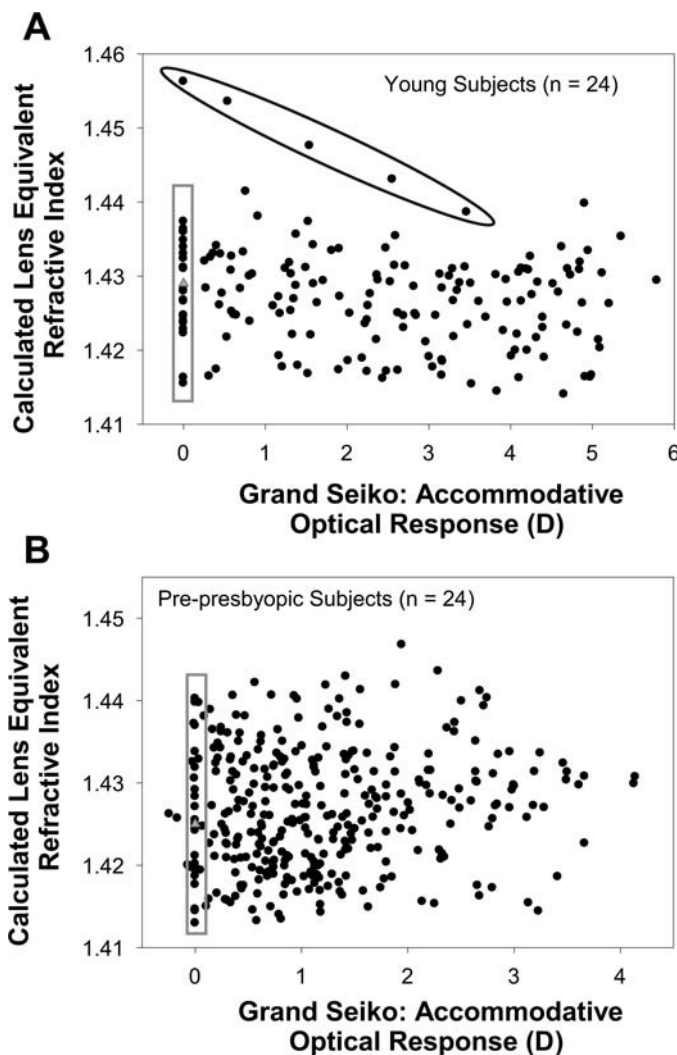 A
1.46
1.45
1.44
1.43
1.42
1.41
Calculated Lens Equivalent
Refractive Index
Young Subjects (n = 24)
0 1 2 3 4 5 6
Grand Seiko: Accommodative
Optical Response (D)
B
1.45
1.44
1.43
1.42
1.41
Calculated Lens Equivalent
Refractive Index
Pre-presbyopic Subjects (n = 24)
0 1 2 3 4
Grand Seiko: Accommodative
Optical Response (D)